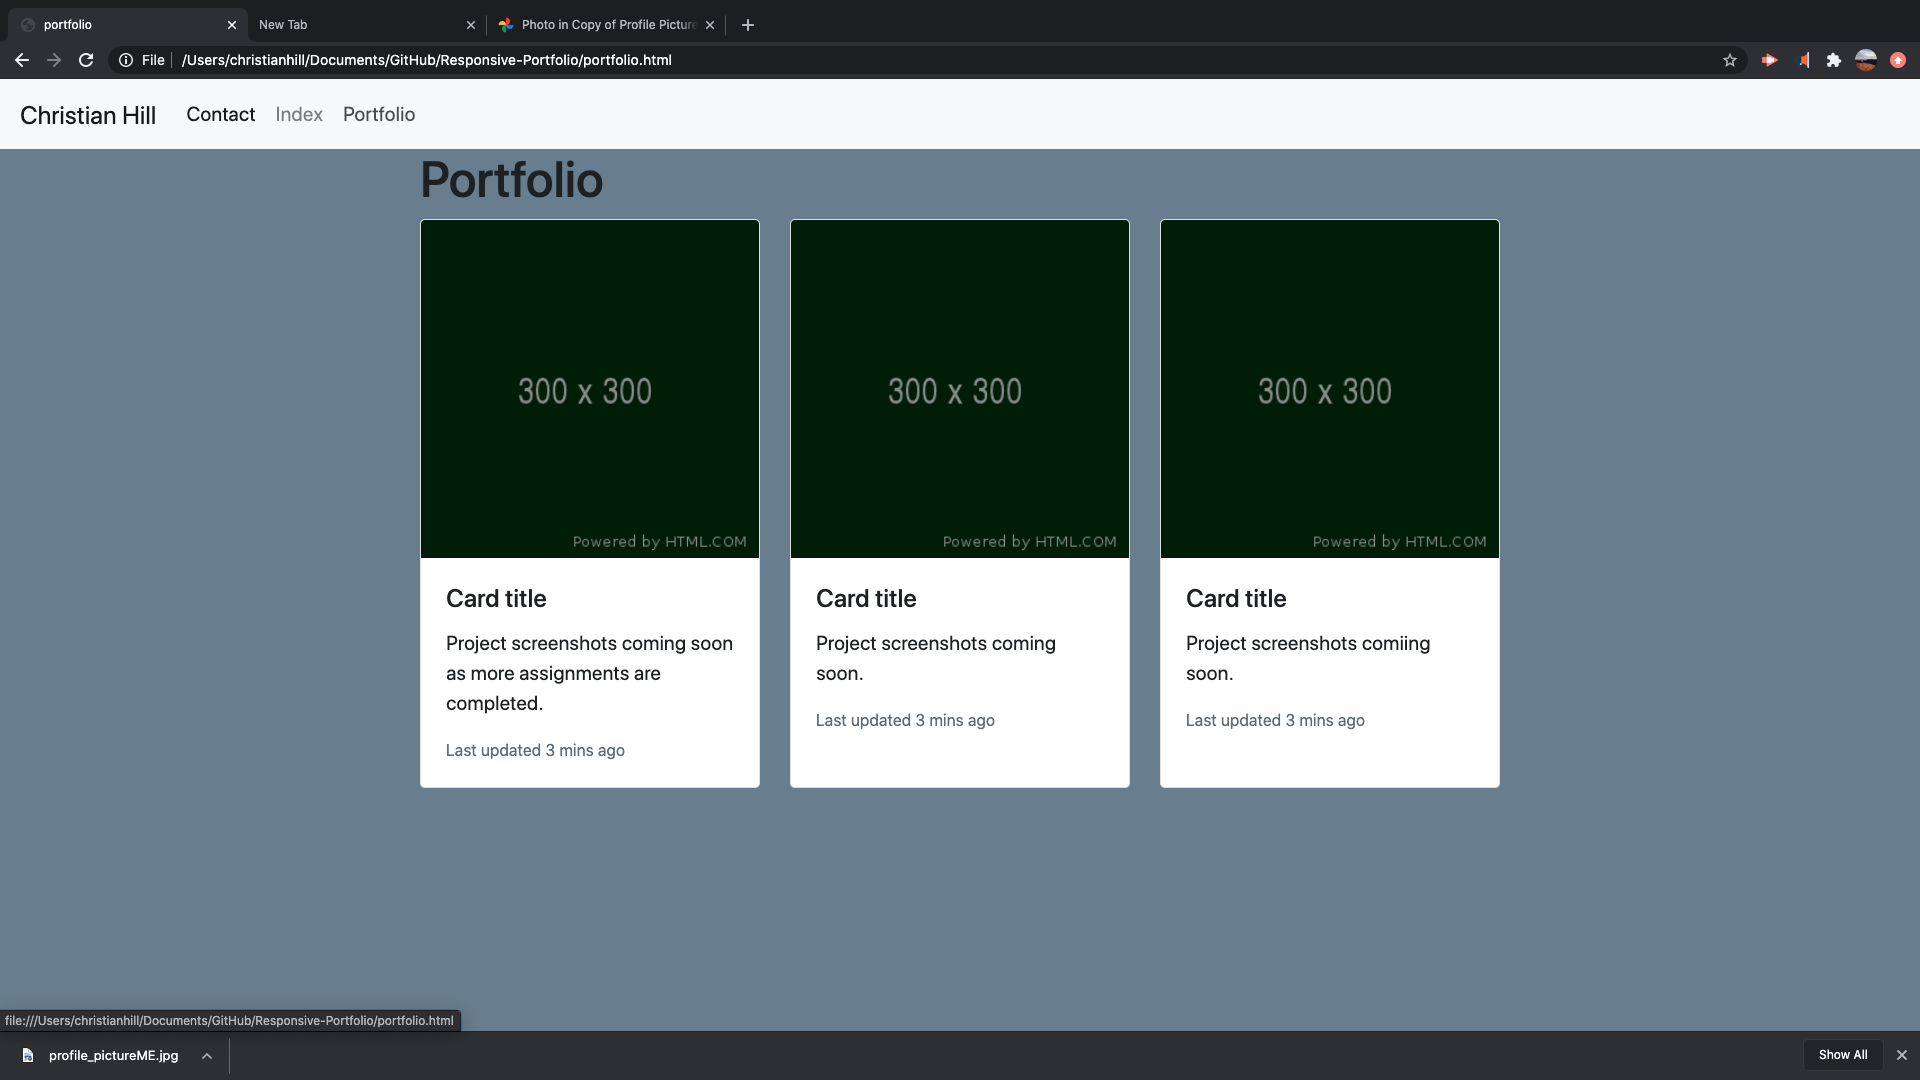 portfolio
New Tab
Photo in Copy of Profile Picture
File
/Users/christianhill/Documents/GitHub/Responsive-Portfolio/portfolio.html
Christian Hill
Contact
Index
Portfolio
Portfolio
300 x 300
Powered by HTML.COM
Card title
Project screenshots coming soon
as more assignments are
completed.
Last updated 3 mins ago
300 x 300
Powered by HTML.COM
Card title
Project screenshots coming
soon.
Last updated 3 mins ago
300 x 300
Powered by HTML.COM
Card title
Project screenshots comiing
soon.
Last updated 3 mins ago
file:///Users/christianhill/Documents/GitHub/Responsive-Portfolio/portfolio.html
profile_pictureME.jpg
Show All